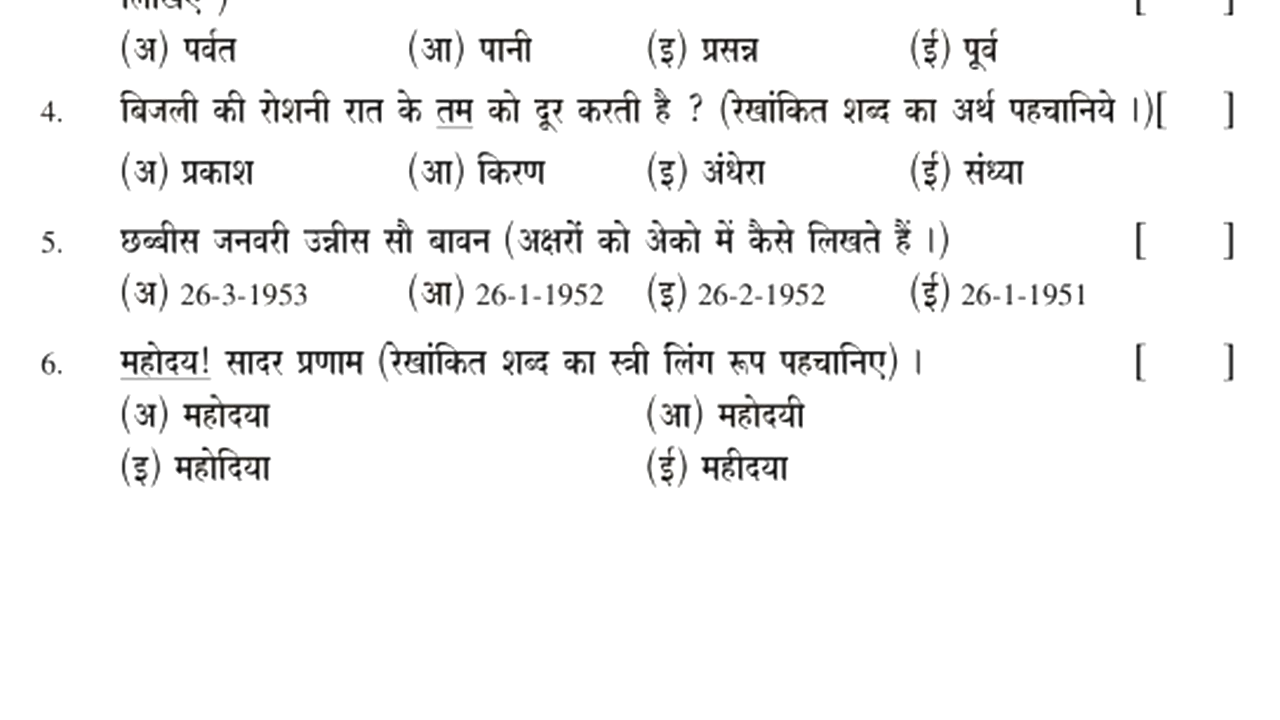 लिखिए )	[ ]
(अ) पर्वत (आ) पानी (इ) प्रसन्न (ई) पूर्व
4. बिजली की रोशनी रात के तम को दूर करती है ? (रेखांकित शब्द का अर्थ पहचानिये ।)[ ]
(अ) प्रकाश (आ) किरण (इ) अंधेरा (ई) संध्या
5. छब्बीस जनवरी उन्नीस सौ बावन (अक्षरों को अेको में कैसे लिखते हैं ।) [ ]
(अ) 26-3-1953 (आ) 26-1-1952 (इ) 26-2-1952 (ई) 26-1-1951
6. महोदय! सादर प्रणाम (रेखांकित शब्द का स्त्री लिंग रूप पहचानिए) । [ ]
(अ) महोदया (आ) महोदयी
(इ) महोदिया (ई) महीदया